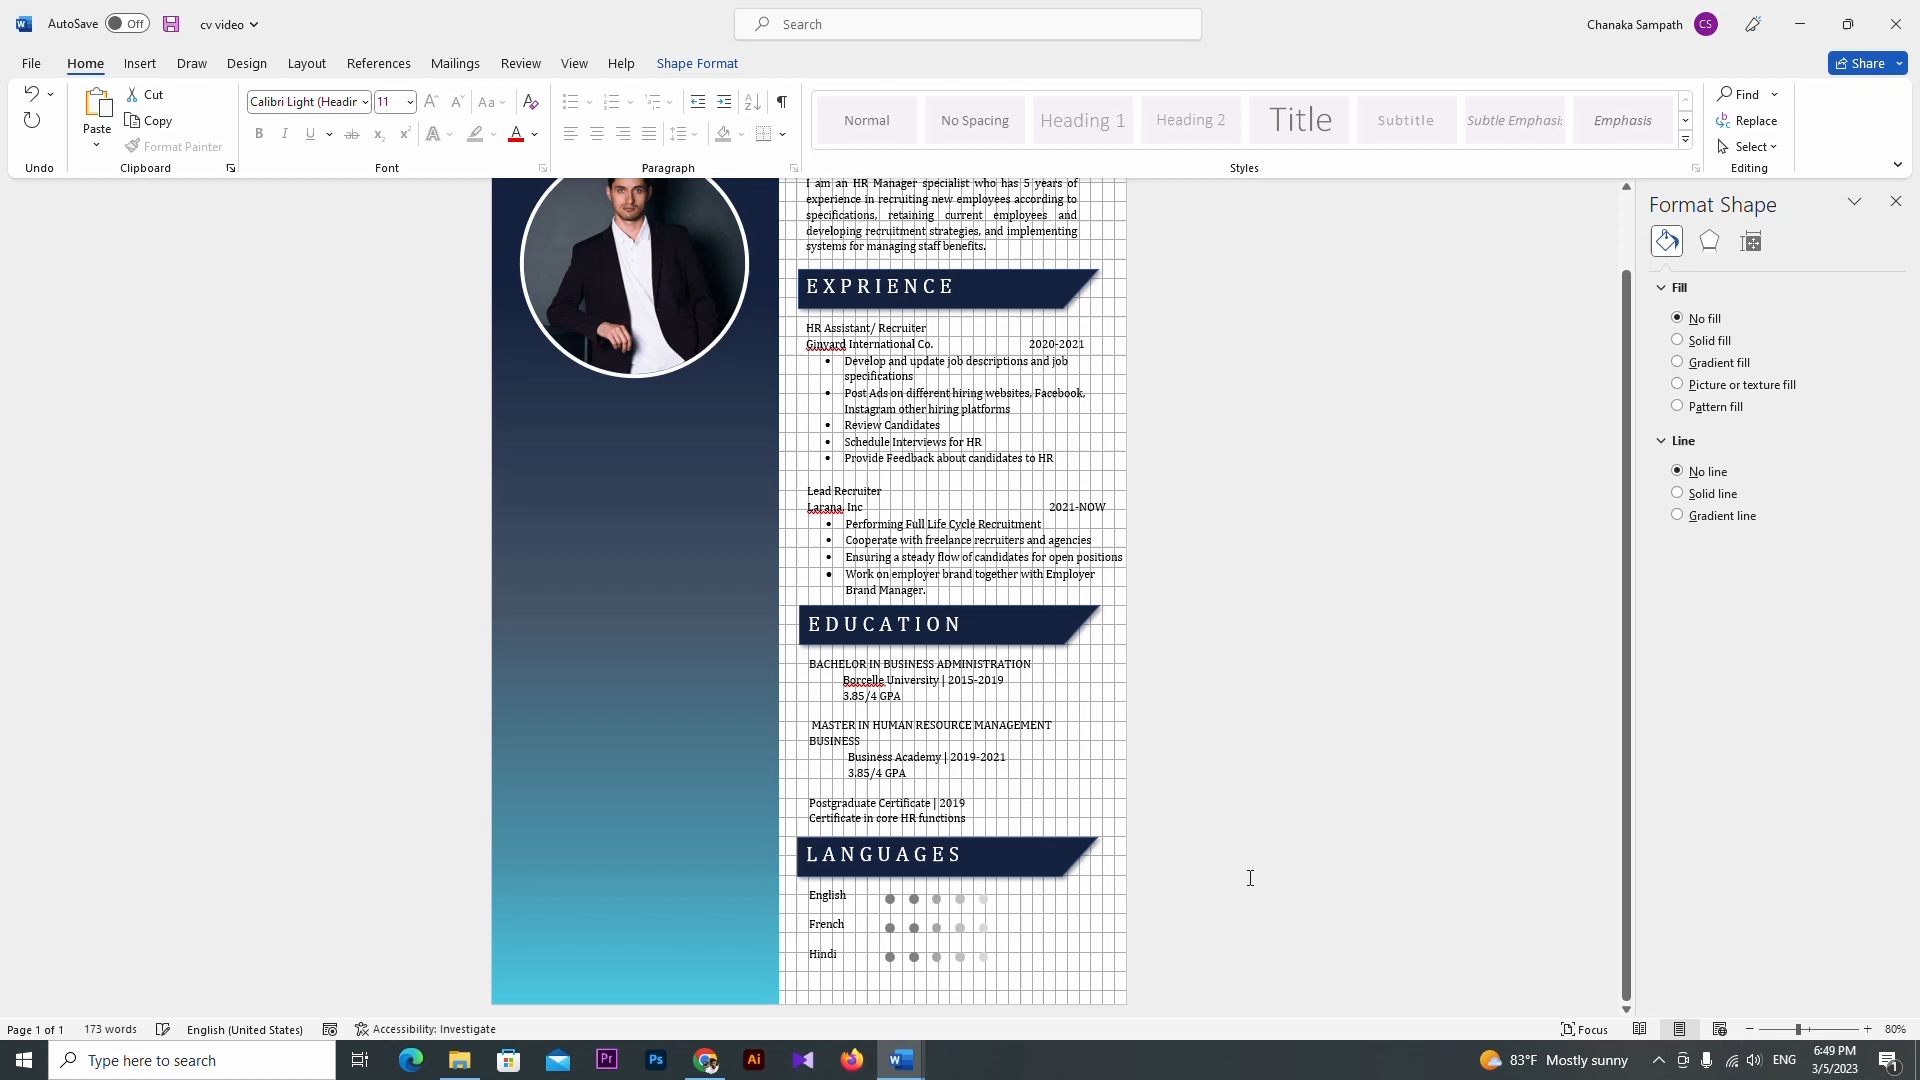 AutoSave Off cv video Search Chanaka Sampath CS
File Home Insert Draw Design Layout References Mailings Review View Help Shape Format Share
Paste Cut Copy Format Painter
Calibri Light (Headir 11 Aa
Normal No Spacing Heading 1 Heading 2 Title Subtitle Subtle Emphasis Emphasis
Find Replace Select
Undo Clipboard Font Paragraph Styles Editing
I am an HR Manager specialist who has 5 years of
experience in recruiting new employees according to
specifications, retaining current employees and
developing recruitment strategies, and implementing
systems for managing staff benefits.
EXPRIENCE
HR Assistant/ Recruiter
Ginyard International Co. 2020-2021
• Develop and update job descriptions and job
specifications
• Post Ads on different hiring websites, Facebook,
Instagram other hiring platforms
• Review Candidates
• Schedule Interviews for HR
• Provide Feedback about candidates to HR
Lead Recruiter
Larana, Inc 2021-NOW
• Performing Full Life Cycle Recruitment
• Cooperate with freelance recruiters and agencies
• Ensuring a steady flow of candidates for open positions
• Work on employer brand together with Employer
Brand Manager.
EDUCATION
BACHELOR IN BUSINESS ADMINISTRATION
Borcelle University | 2015-2019
3.85/4 GPA
MASTER IN HUMAN RESOURCE MANAGEMENT
BUSINESS
Business Academy | 2019-2021
3.85/4 GPA
Postgraduate Certificate | 2019
Certificate in core HR functions
LANGUAGES
English
French
Hindi
Format Shape
Fill
No fill
Solid fill
Gradient fill
Picture or texture fill
Pattern fill
Line
No line
Solid line
Gradient line
Page 1 of 1 173 words English (United States) Accessibility: Investigate Focus 80%
Type here to search 83°F Mostly sunny ENG 6:49 PM
3/5/2023